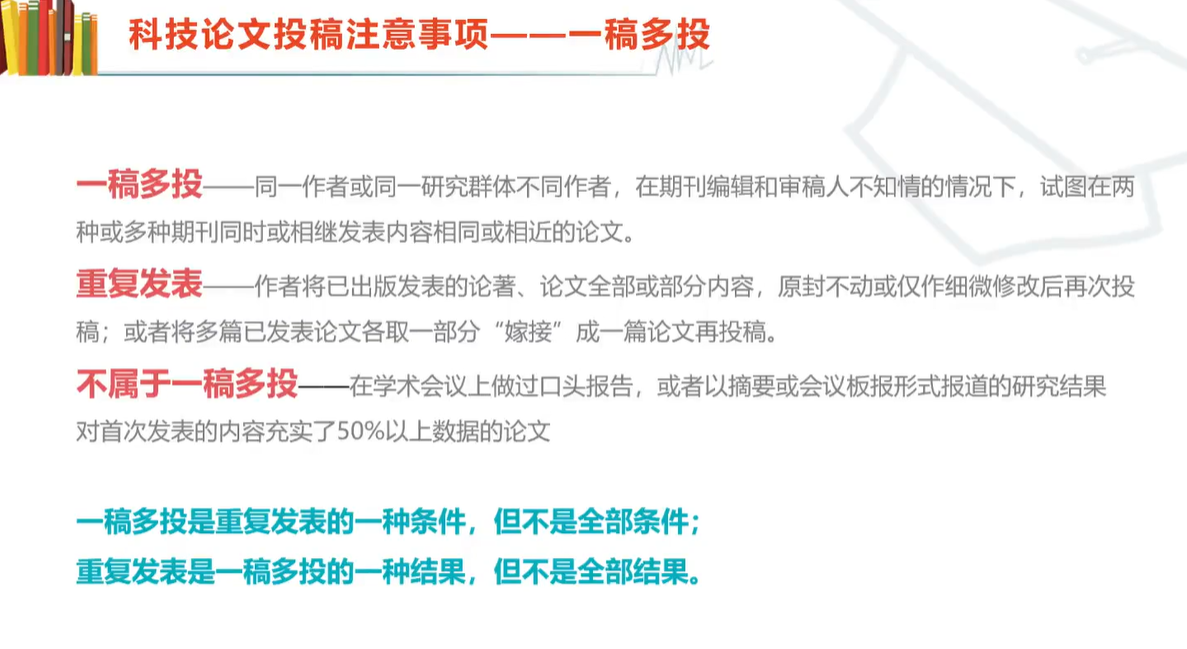 科技论文投稿注意事项——一稿多投
一稿多投——同一作者或同一研究群体不同作者，在期刊编辑和审稿人不知情的情况下，试图在两
种或多种期刊同时或相继发表内容相同或相近的论文。
重复发表——作者将已出版发表的论著、论文全部或部分内容，原封不动或仅作细微修改后再次投
稿；或者将多篇已发表论文各取一部分“嫁接”成一篇论文再投稿。
不属于一稿多投——在学术会议上做过口头报告，或者以摘要或会议板报形式报道的研究结果
对首次发表的内容充实了50%以上数据的论文
一稿多投是重复发表的一种条件，但不是全部条件；
重复发表是一稿多投的一种结果，但不是全部结果。